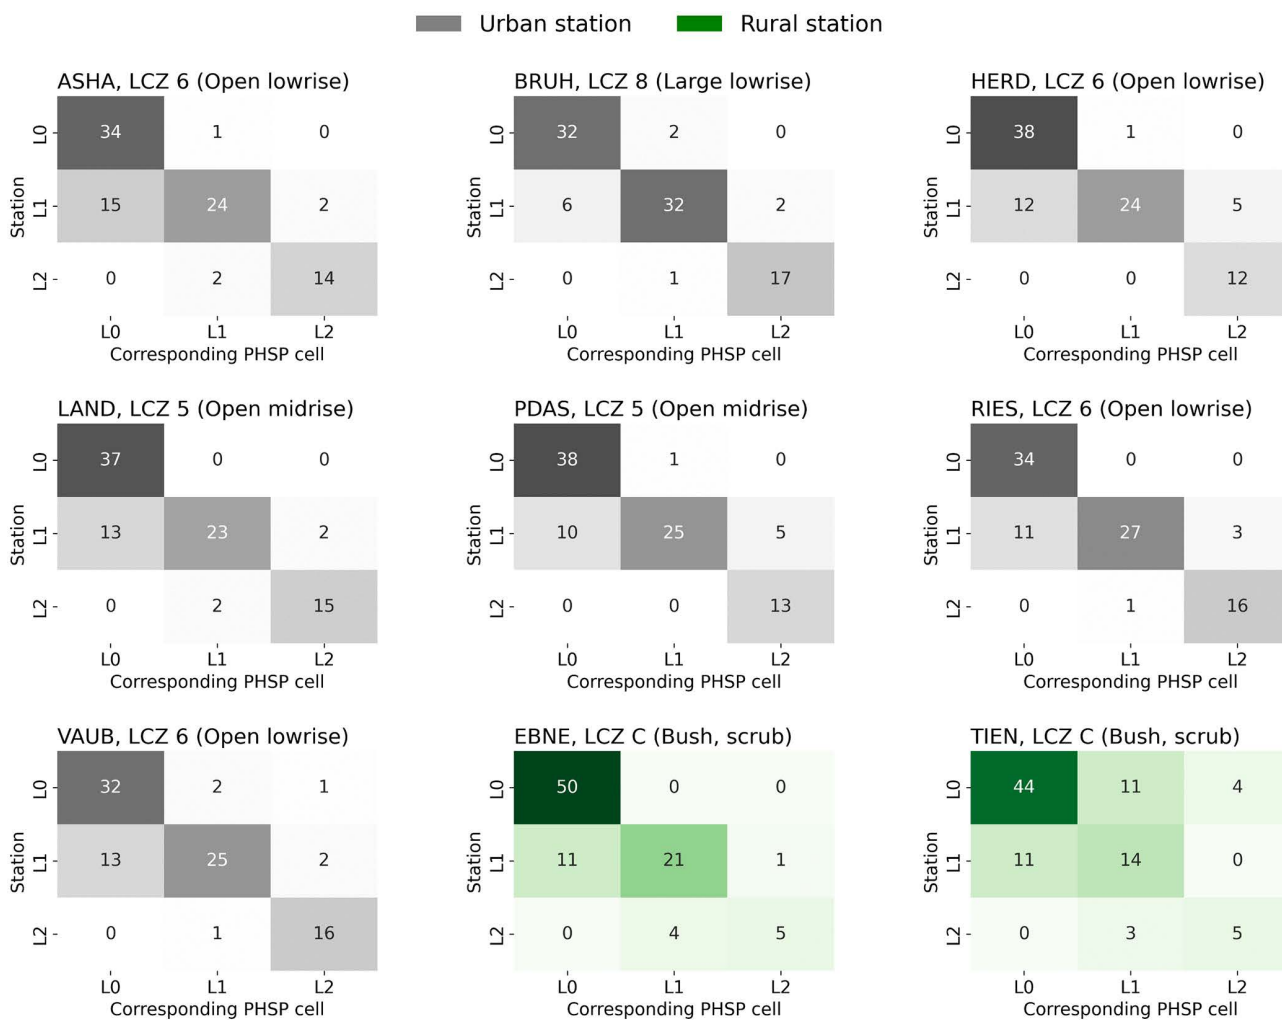 Urban station Rural station
ASHA, LCZ 6 (Open lowrise) BRUH, LCZ 8 (Large lowrise) HERD, LCZ 6 (Open lowrise)
L0 34 1 0 32 2 0 L0 38 1 0
Station L1 15 24 2 6 32 2 Station L1 12 24 5
L2 0 2 14 0 1 17 L2 0 0 12
L0 L1 L2 L0 L1 L2 L0 L1 L2
Corresponding PHSP cell Corresponding PHSP cell Corresponding PHSP cell
LAND, LCZ 5 (Open midrise) PDAS, LCZ 5 (Open midrise) RIES, LCZ 6 (Open lowrise)
Station L0 37 0 0 Station L0 38 1 0 Station L0 34 0 0
L1 13 23 2 L1 10 25 5 L1 11 27 3
L2 0 2 15 L2 0 0 13 L2 0 1 16
L0 L1 L2 L0 L1 L2 L0 L1 L2
Corresponding PHSP cell Corresponding PHSP cell Corresponding PHSP cell
VAUB, LCZ 6 (Open lowrise) EBNE, LCZ C (Bush, scrub) TIEN, LCZ C (Bush, scrub)
Station L0 32 2 1 Station L0 50 0 0 Station L0 44 11 4
L1 13 25 2 L1 11 21 1 L1 11 14 0
L2 0 1 16 L2 0 4 5 L2 0 3 5
L0 L1 L2 L0 L1 L2 L0 L1 L2
Corresponding PHSP cell Corresponding PHSP cell Corresponding PHSP cell